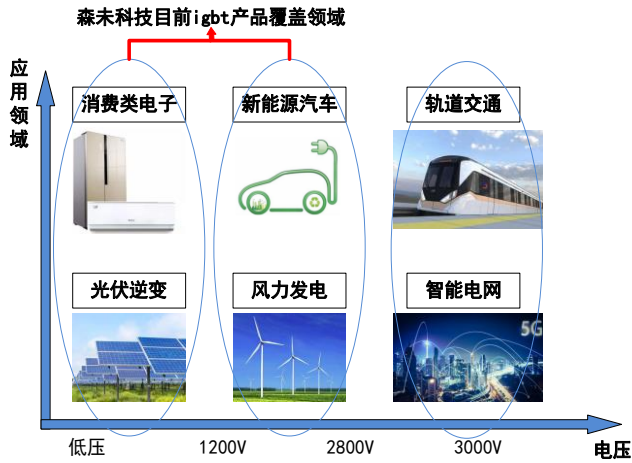 森未科技目前igbt产品覆盖领域
应用领域
消费类电子
新能源汽车
轨道交通
光伏逆变
风力发电
智能电网
5G
低压
1200V
2800V
3000V
电压